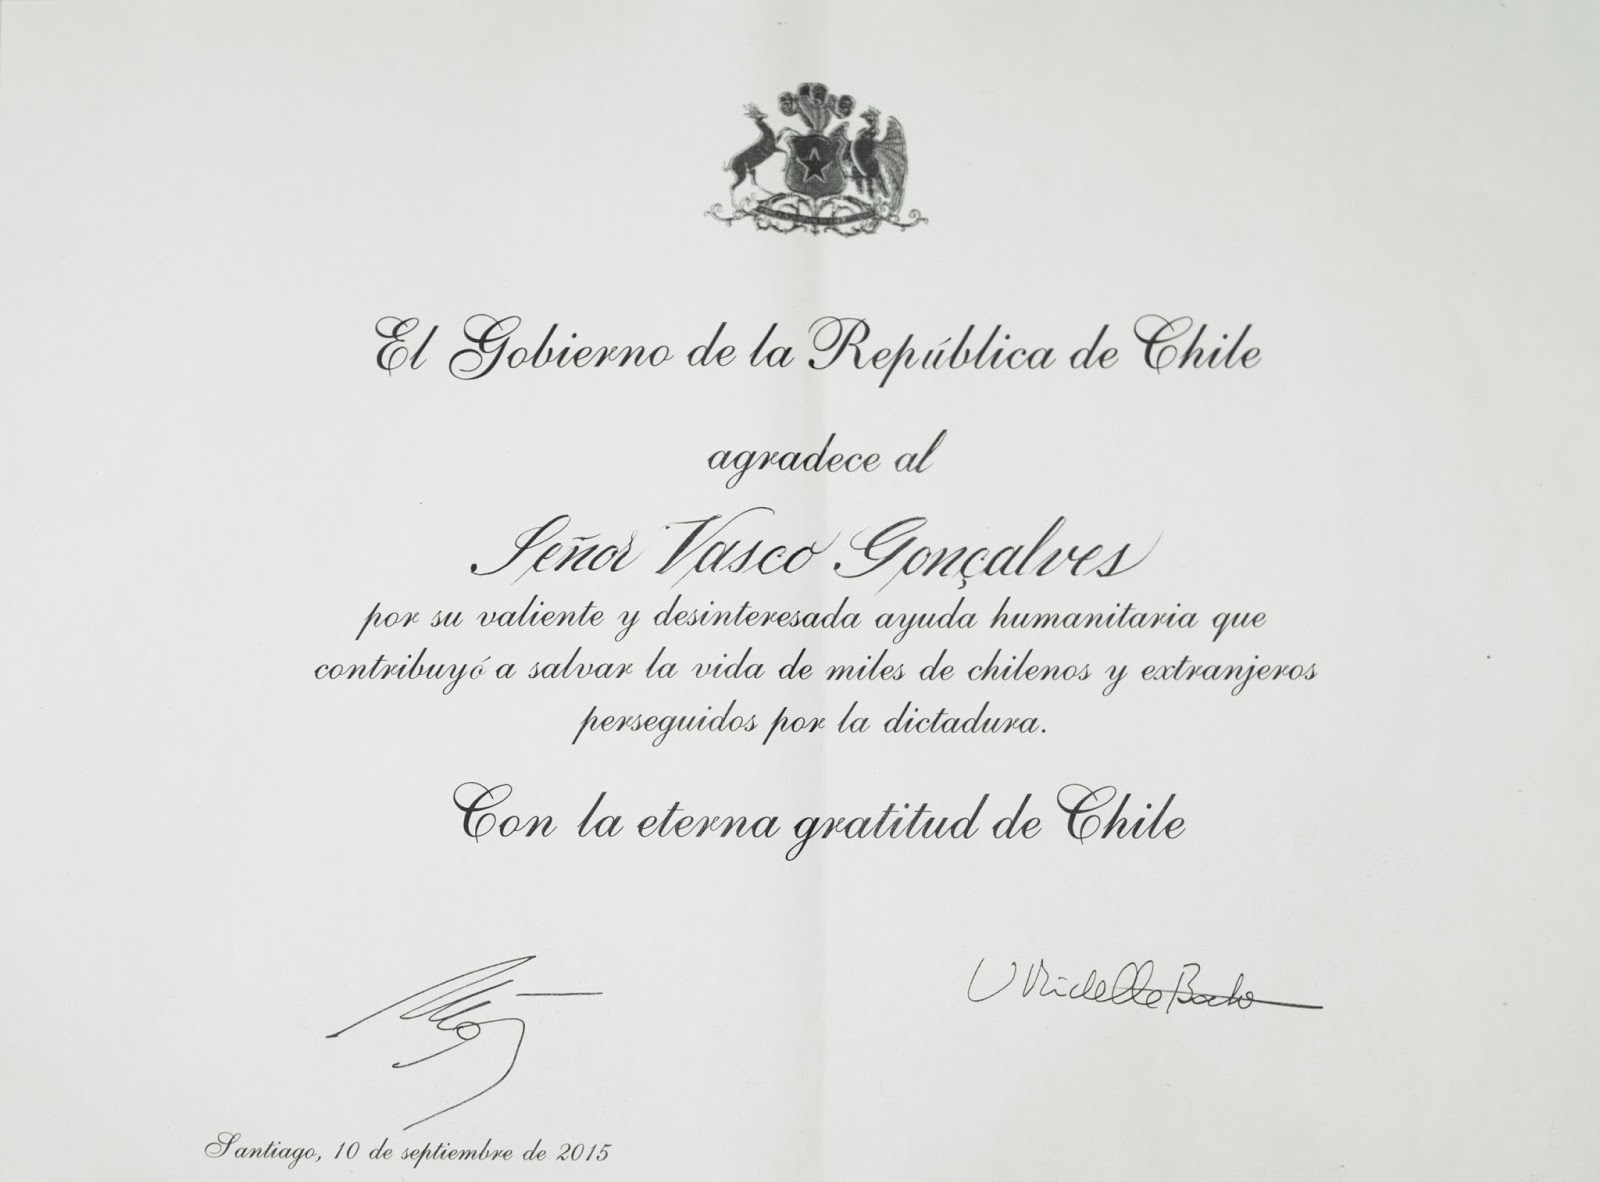 El Gobierno de la República de Chile
agradece al
Señor Vasco Gonçalves
por su valiente y desinteresada ayuda humanitaria que
contribuyó a salvar la vida de miles de chilenos y extranjeros
perseguidos por la dictadura.
Con la eterna gratitud de Chile
Santiago, 10 de septiembre de 2015